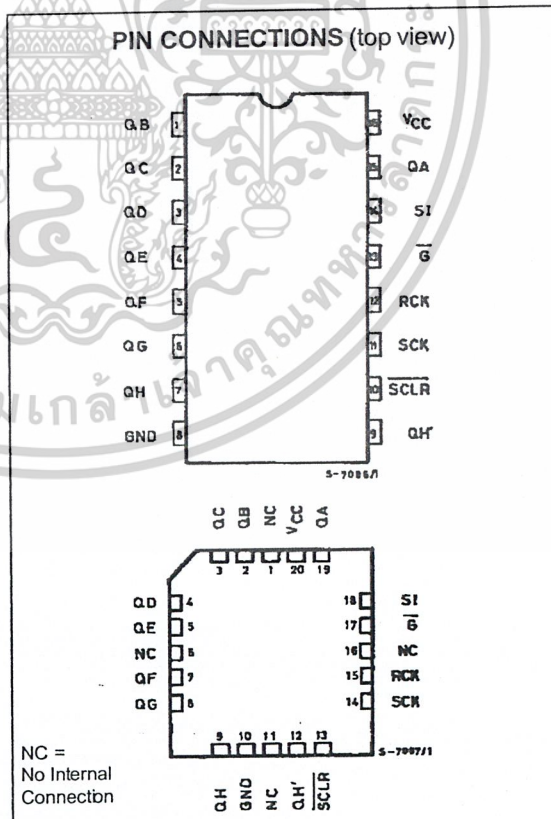 PIN CONNECTIONS (top view)
QB 1 16 VCC
QC 2 15 QA
QD 3 14 SI
QE 4 13 G̅
QF 5 12 RCK
QG 6 11 SCK
QH 7 10 S̅C̅L̅R̅
GND 8 9 QH'
S-7086/1
QC QB NC VCC QA
3 2 1 20 19
QD 4 18 SI
QE 5 17 G̅
NC 6 16 NC
QF 7 15 RCK
QG 8 14 SCK
9 10 11 12 13
S-7087/1
QH GND NC QH' S̅C̅L̅R̅
NC =
No Internal
Connection